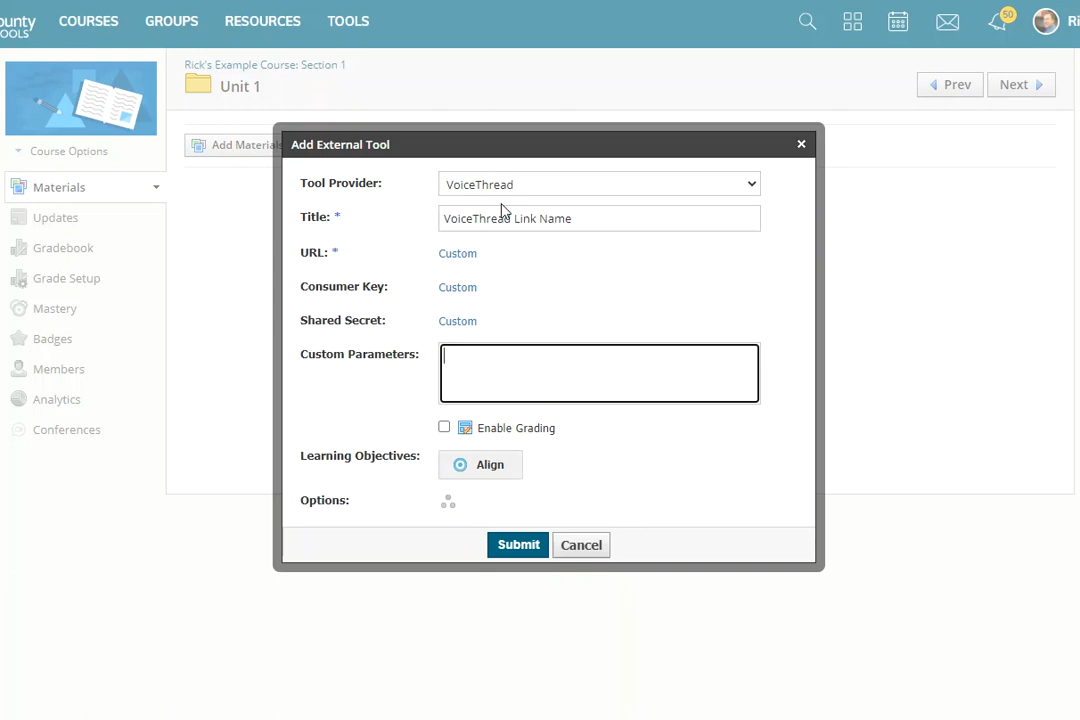 ounty
OOLS
COURSES
GROUPS
RESOURCES
TOOLS
50
Ri
Rick's Example Course: Section 1
Unit 1
Prev
Next
Course Options
Add Materials
Materials
Updates
Gradebook
Grade Setup
Mastery
Badges
Members
Analytics
Conferences
Add External Tool
×
Tool Provider:
VoiceThread
Title: *
VoiceThread Link Name
URL: *
Custom
Consumer Key:
Custom
Shared Secret:
Custom
Custom Parameters:
Enable Grading
Learning Objectives:
Align
Options:
Submit
Cancel